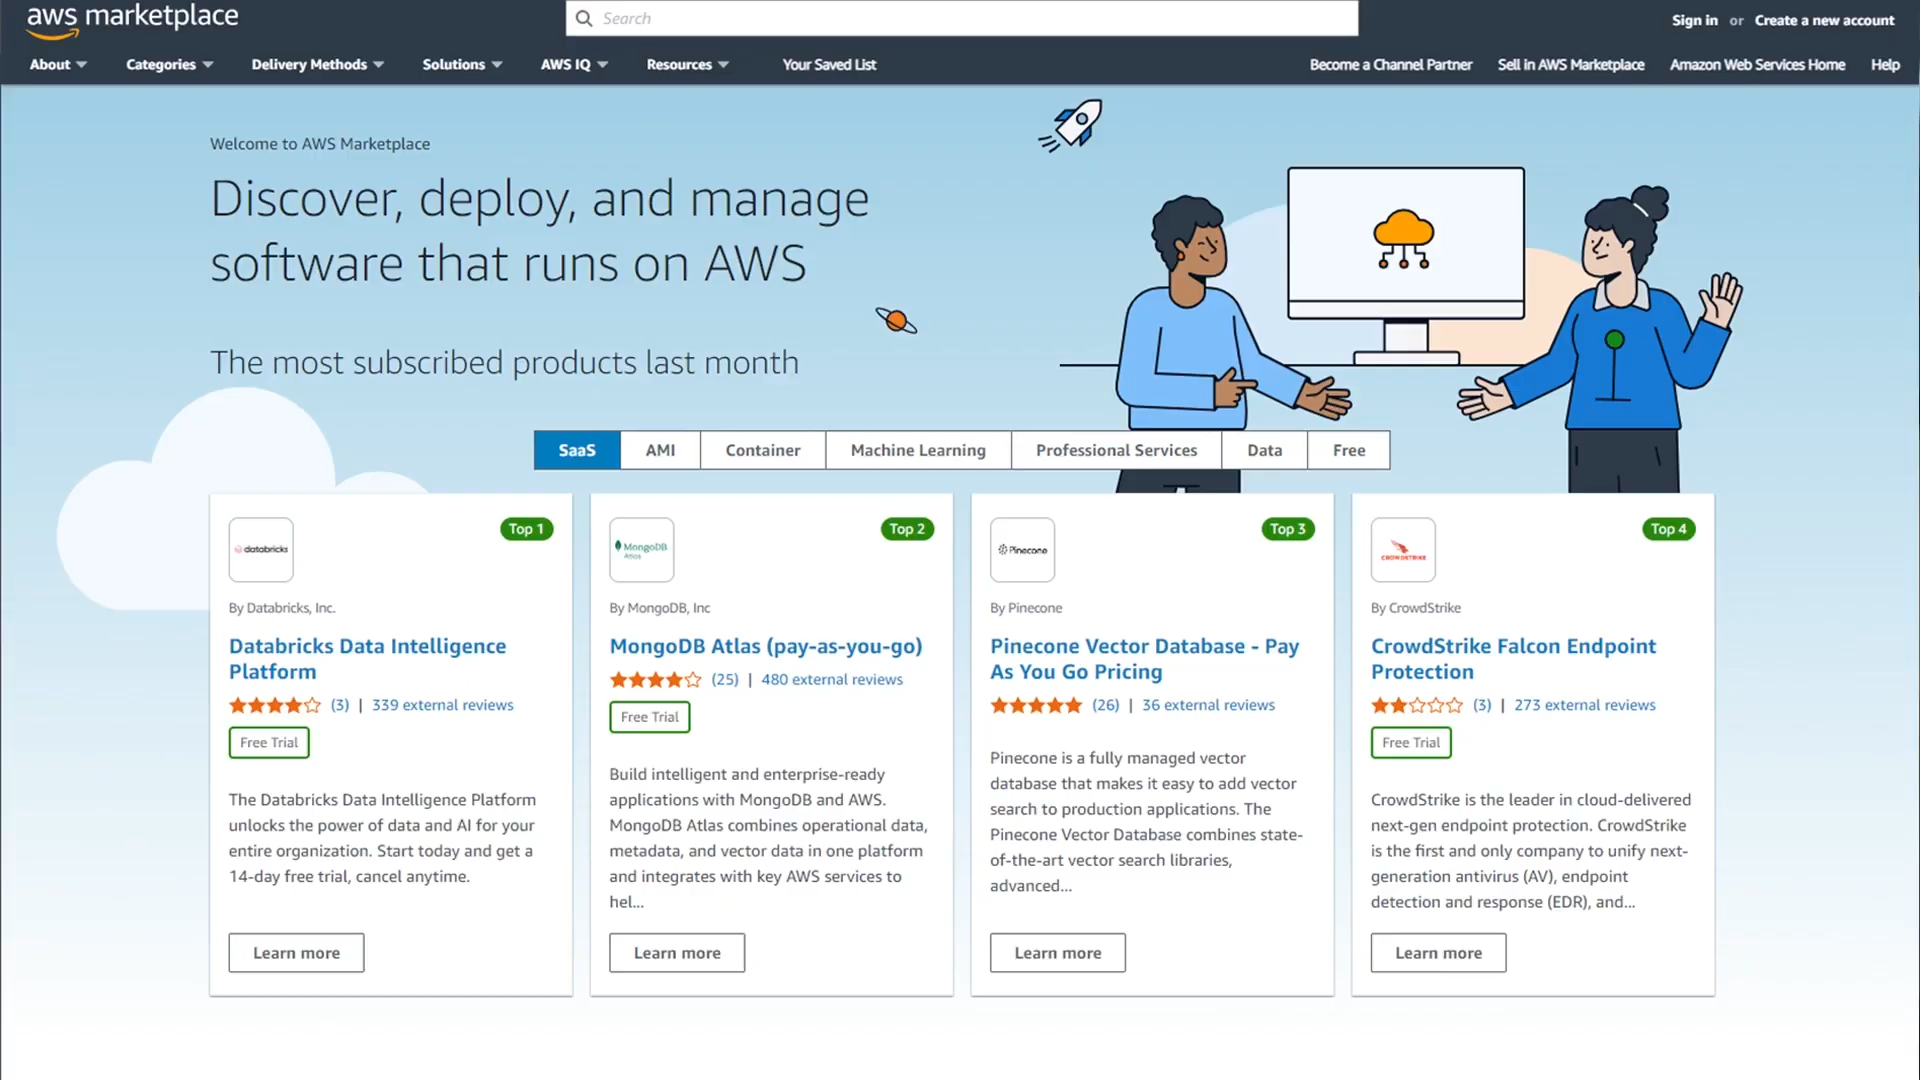 aws marketplace
Search
Sign in or Create a new account
About Categories Delivery Methods Solutions AWS IQ Resources Your Saved List Become a Channel Partner Sell in AWS Marketplace Amazon Web Services Home Help
Welcome to AWS Marketplace
Discover, deploy, and manage
software that runs on AWS
The most subscribed products last month
SaaS AMI Container Machine Learning Professional Services Data Free
databricks
Top 1
By Databricks, Inc.
Databricks Data Intelligence
Platform
(3) | 339 external reviews
Free Trial
The Databricks Data Intelligence Platform
unlocks the power of data and AI for your
entire organization. Start today and get a
14-day free trial, cancel anytime.
Learn more
MongoDB
Atlas
Top 2
By MongoDB, Inc
MongoDB Atlas (pay-as-you-go)
(25) | 480 external reviews
Free Trial
Build intelligent and enterprise-ready
applications with MongoDB and AWS.
MongoDB Atlas combines operational data,
metadata, and vector data in one platform
and integrates with key AWS services to
hel...
Learn more
Pinecone
Top 3
By Pinecone
Pinecone Vector Database - Pay
As You Go Pricing
(26) | 36 external reviews
Pinecone is a fully managed vector
database that makes it easy to add vector
search to production applications. The
Pinecone Vector Database combines state-
of-the-art vector search libraries,
advanced...
Learn more
CROWDSTRIKE
Top 4
By CrowdStrike
CrowdStrike Falcon Endpoint
Protection
(3) | 273 external reviews
Free Trial
CrowdStrike is the leader in cloud-delivered
next-gen endpoint protection. CrowdStrike
is the first and only company to unify next-
generation antivirus (AV), endpoint
detection and response (EDR), and...
Learn more